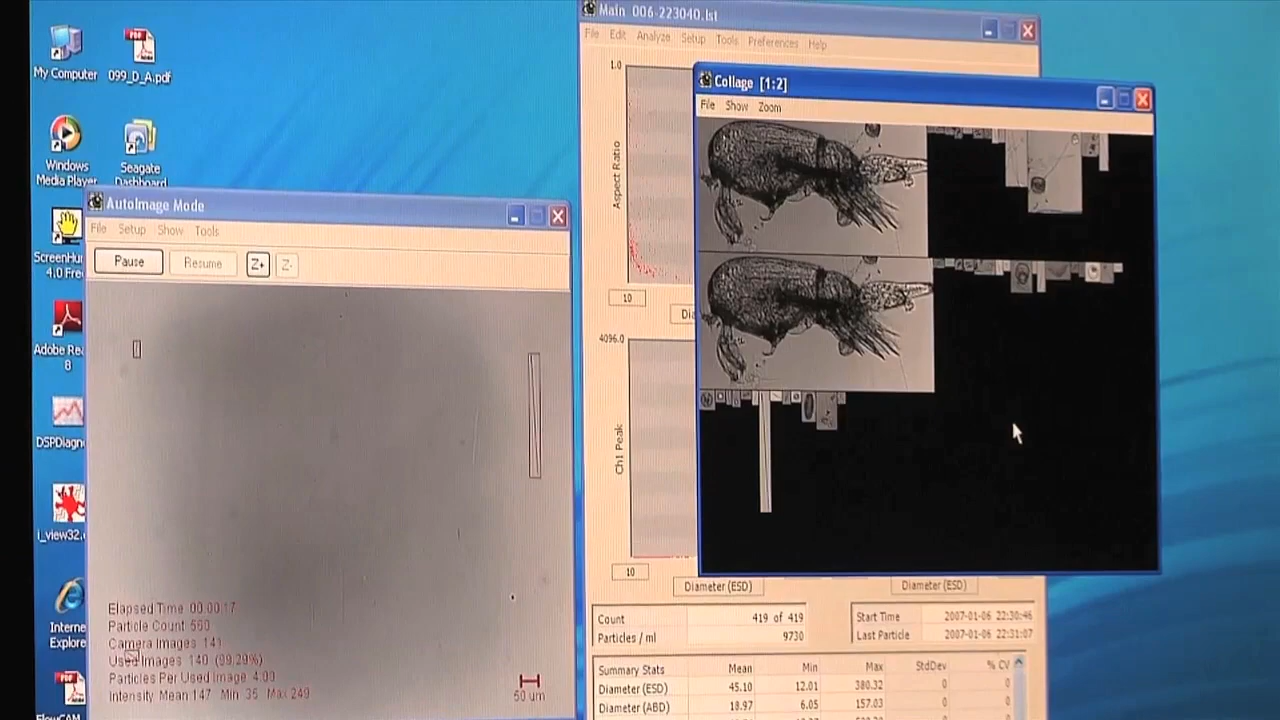 My Computer
099_D_A.pdf
Windows
Media Player
Seagate
Dashboard
ScreenHun
4.0 Free
Adobe Rea
8
DSPDiagno
i_view32.
Interne
Explore
FlowCAM
AutoImage Mode
File Setup Show Tools
Pause Resume Z+ Z-
Elapsed Time 00:00:17
Particle Count 560
Camera Images 141
Used Images 140 (99.29%)
Particles Per Used Image 4.00
Intensity Mean 147 Min 35 Max 249
50 um
Main 006-223040.lst
File Edit Analyze Setup Tools Preferences Help
1.0
Aspect Ratio
10
Dia
4096.0
Ch1 Peak
10
Diameter (ESD)
Diameter (ESD)
Collage [1:2]
File Show Zoom
Count 419 of 419
Particles / ml 9730
Start Time 2007-01-06 22:30:46
Last Particle 2007-01-06 22:31:07
Summary Stats Mean Min Max StdDev % CV
Diameter (ESD) 45.10 12.01 380.32 0 0
Diameter (ABD) 18.97 6.05 157.03 0 0